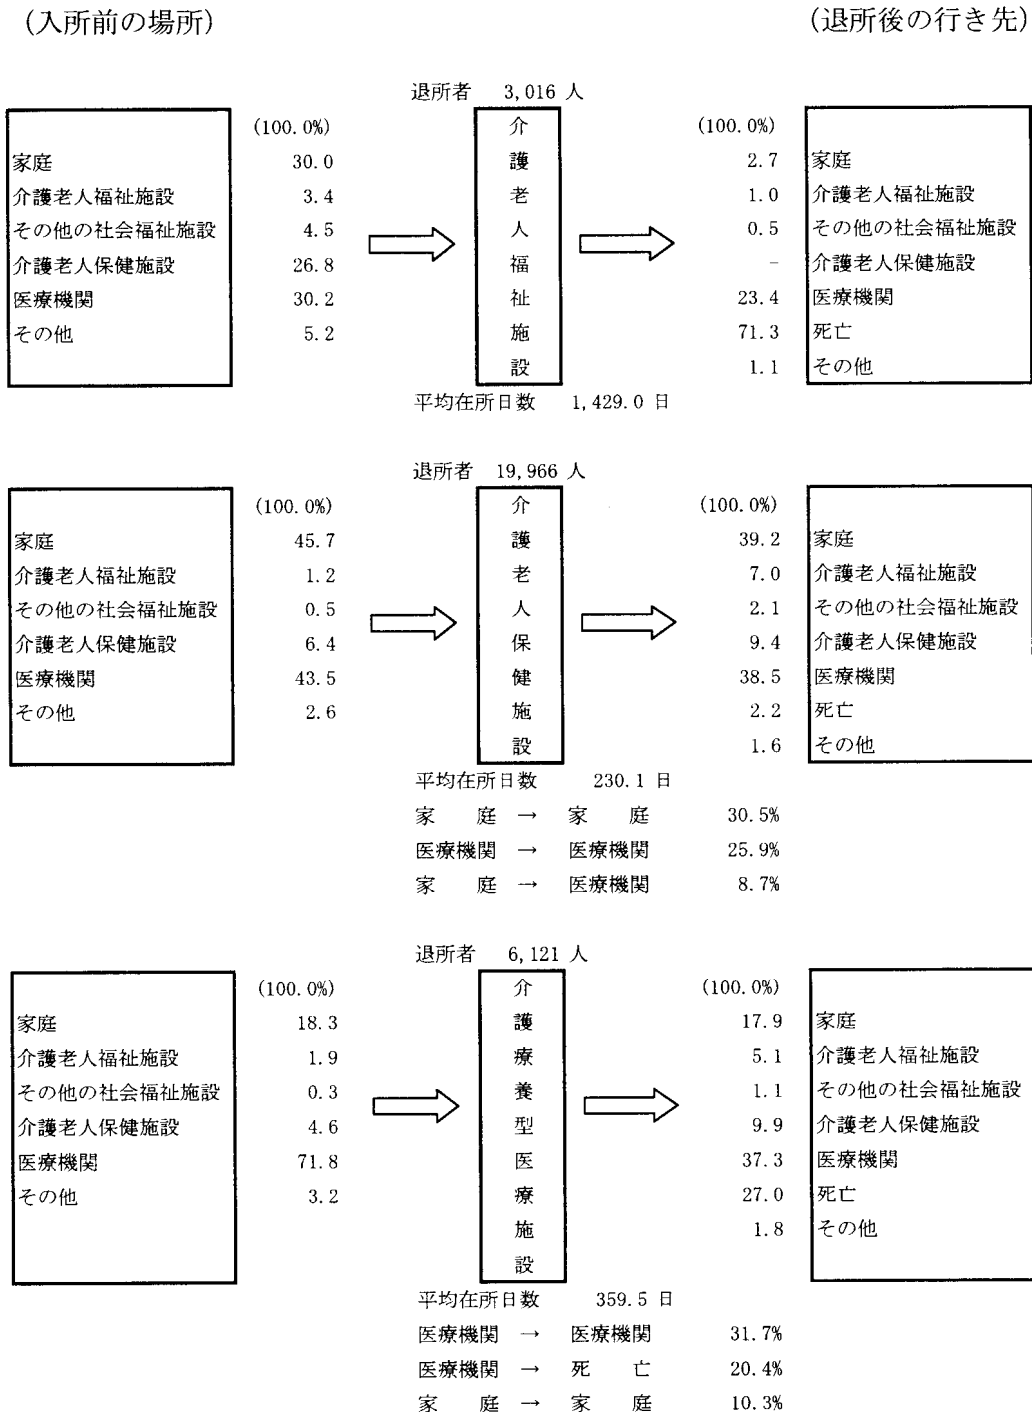 (入所前の場所) (退所後の行き先)
退所者 3,016 人
(100.0%) 介 (100.0%)
家庭 30.0 護 2.7 家庭
介護老人福祉施設 3.4 老 1.0 介護老人福祉施設
その他の社会福祉施設 4.5 人 0.5 その他の社会福祉施設
介護老人保健施設 26.8 福 - 介護老人保健施設
医療機関 30.2 祉 23.4 医療機関
その他 5.2 施 71.3 死亡
設 1.1 その他
平均在所日数 1,429.0 日
退所者 19,966 人
(100.0%) 介 (100.0%)
家庭 45.7 護 39.2 家庭
介護老人福祉施設 1.2 老 7.0 介護老人福祉施設
その他の社会福祉施設 0.5 人 2.1 その他の社会福祉施設
介護老人保健施設 6.4 保 9.4 介護老人保健施設
医療機関 43.5 健 38.5 医療機関
その他 2.6 施 2.2 死亡
設 1.6 その他
平均在所日数 230.1 日
家 庭 → 家 庭 30.5%
医療機関 → 医療機関 25.9%
家 庭 → 医療機関 8.7%
退所者 6,121 人
(100.0%) 介 (100.0%)
家庭 18.3 護 17.9 家庭
介護老人福祉施設 1.9 療 5.1 介護老人福祉施設
その他の社会福祉施設 0.3 養 1.1 その他の社会福祉施設
介護老人保健施設 4.6 型 9.9 介護老人保健施設
医療機関 71.8 医 37.3 医療機関
その他 3.2 療 27.0 死亡
施 1.8 その他
設
平均在所日数 359.5 日
医療機関 → 医療機関 31.7%
医療機関 → 死 亡 20.4%
家 庭 → 家 庭 10.3%